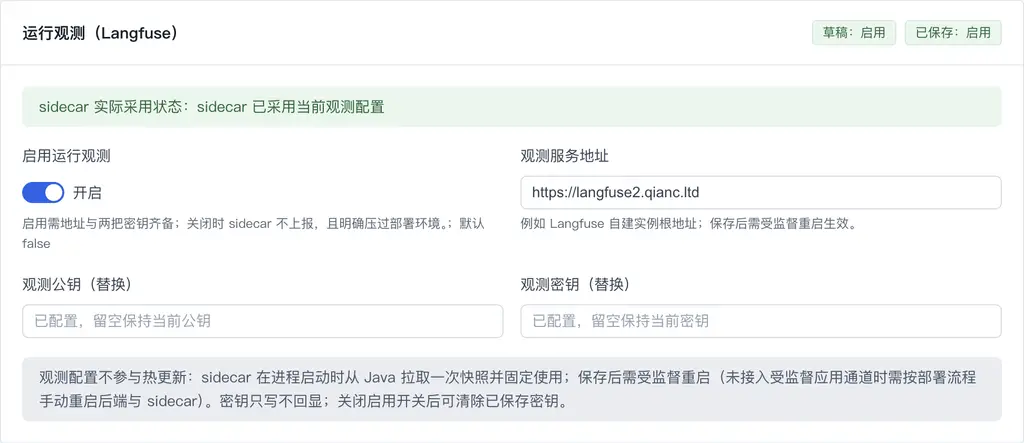 运行观测（Langfuse）
草稿：启用
已保存：启用
sidecar 实际采用状态：sidecar 已采用当前观测配置
启用运行观测
开启
启用需地址与两把密钥齐备；关闭时 sidecar 不上报，且明确压过部署环境。；默认
false
观测服务地址
https://langfuse2.qianc.ltd
例如 Langfuse 自建实例根地址；保存后需受监督重启生效。
观测公钥（替换）
已配置，留空保持当前公钥
观测密钥（替换）
已配置，留空保持当前密钥
观测配置不参与热更新：sidecar 在进程启动时从 Java 拉取一次快照并固定使用；保存后需受监督重启（未接入受监督应用通道时需按部署流程
手动重启后端与 sidecar）。密钥只写不回显；关闭启用开关后可清除已保存密钥。